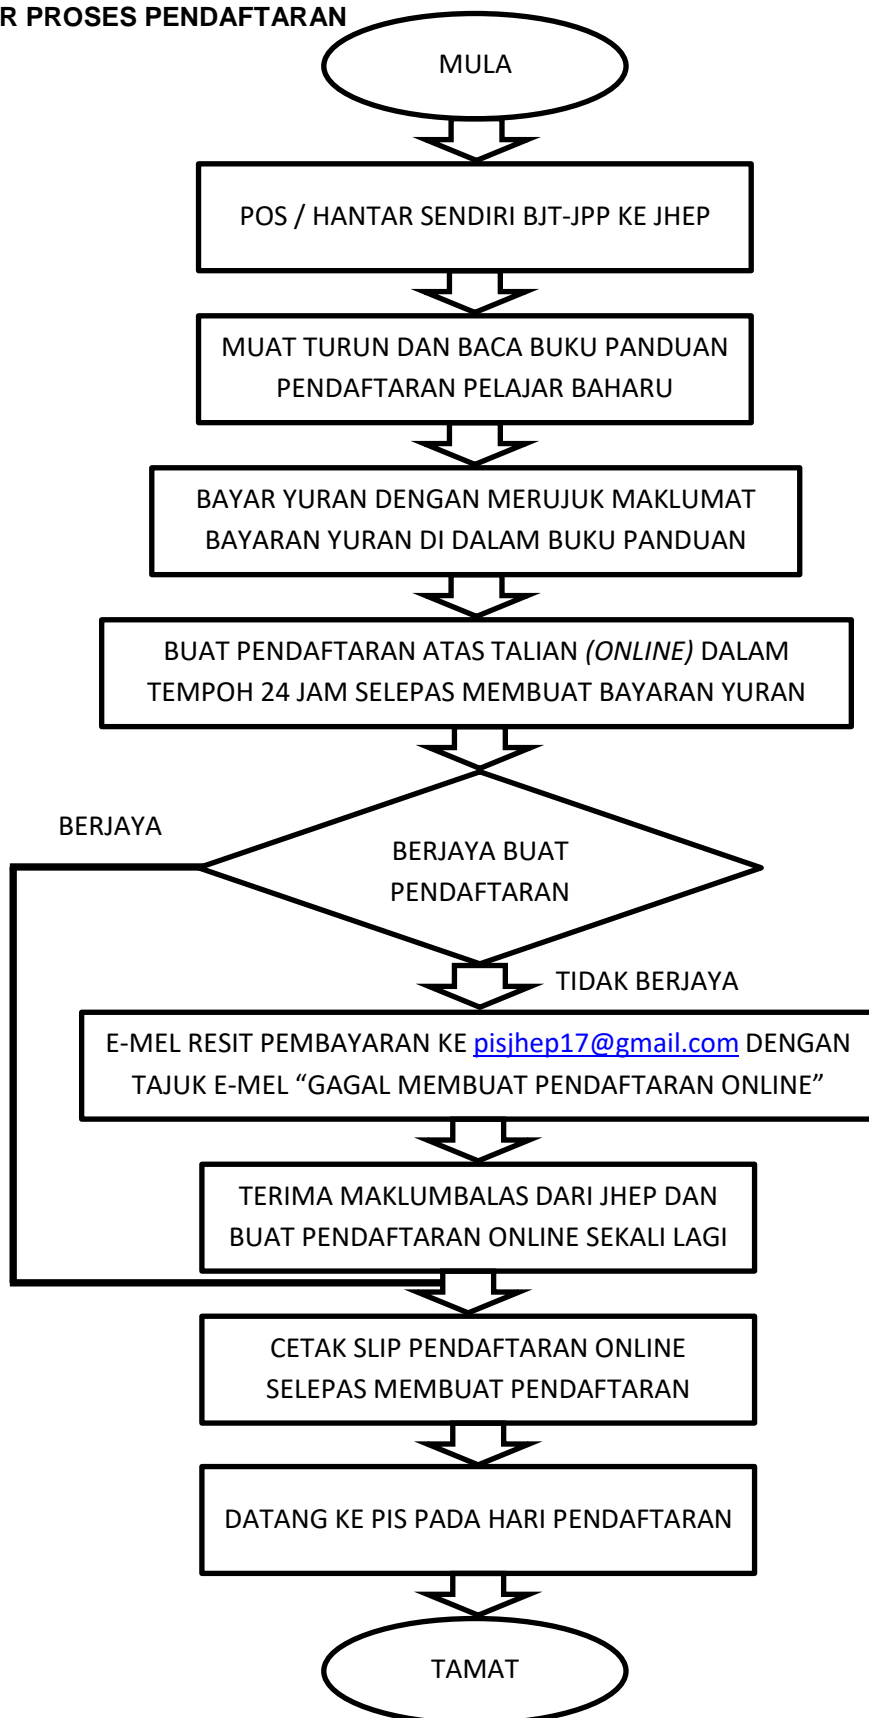 R PROSES PENDAFTARAN
MULA
POS / HANTAR SENDIRI BJT-JPP KE JHEP
MUAT TURUN DAN BACA BUKU PANDUAN
PENDAFTARAN PELAJAR BAHARU
BAYAR YURAN DENGAN MERUJUK MAKLUMAT
BAYARAN YURAN DI DALAM BUKU PANDUAN
BUAT PENDAFTARAN ATAS TALIAN (ONLINE) DALAM
TEMPOH 24 JAM SELEPAS MEMBUAT BAYARAN YURAN
BERJAYA
BERJAYA BUAT
PENDAFTARAN
TIDAK BERJAYA
E-MEL RESIT PEMBAYARAN KE pisjhep17@gmail.com DENGAN
TAJUK E-MEL “GAGAL MEMBUAT PENDAFTARAN ONLINE”
TERIMA MAKLUMBALAS DARI JHEP DAN
BUAT PENDAFTARAN ONLINE SEKALI LAGI
CETAK SLIP PENDAFTARAN ONLINE
SELEPAS MEMBUAT PENDAFTARAN
DATANG KE PIS PADA HARI PENDAFTARAN
TAMAT